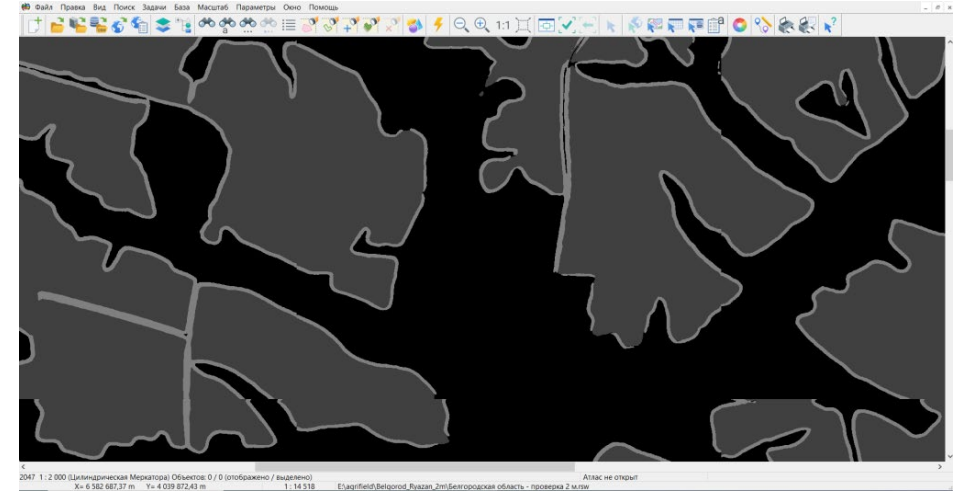 Файл Правка Вид Поиск Задачи База Масштаб Параметры Окно Помощь
a 1:1 a ?
2047 1 : 2 000 (Цилиндрическая Меркатора) Объектов: 0 / 0 (отображено / выделено) Атлас не открыт
X= 6 582 687,37 m Y= 4 039 872,43 m 1 : 14 518 E:\agrifield\Belgorod_Ryazan_2m\Белгородская область - проверка 2 м.rsw